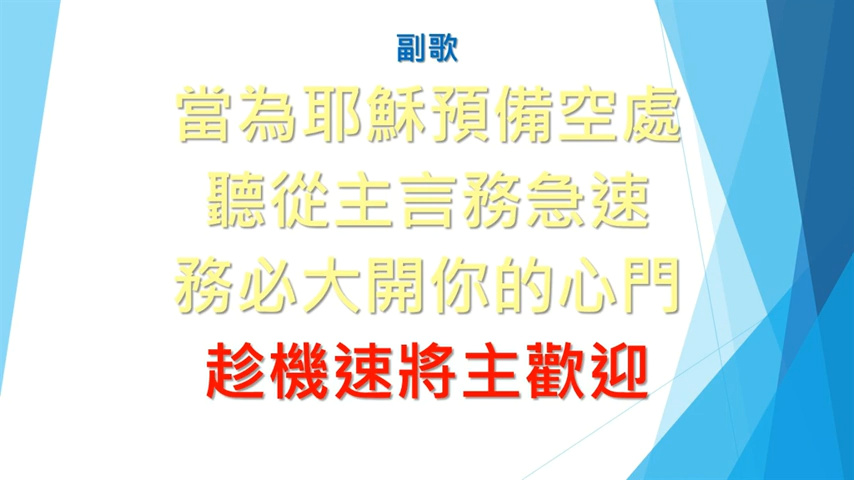 副歌
當為耶穌預備空處
聽從主言務急速
務必大開你的心門
趁機速將主歡迎